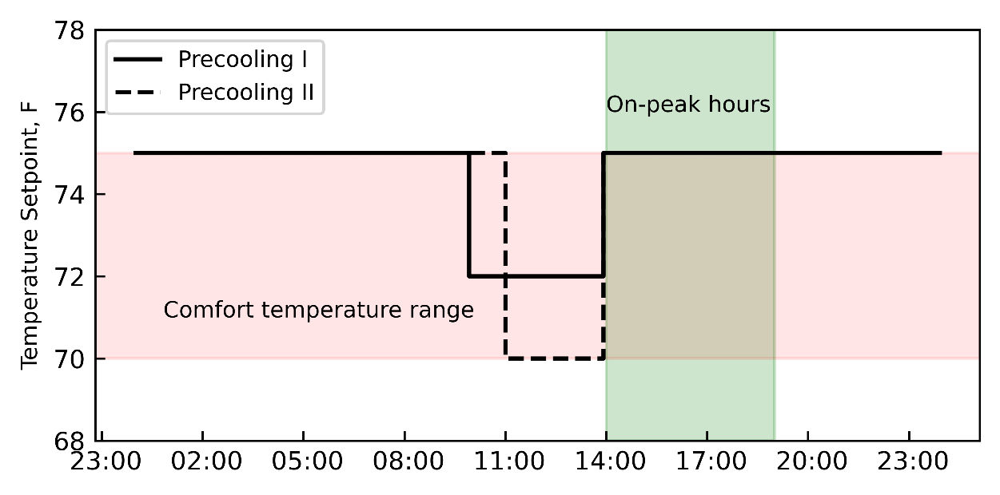 78
76
74
72
70
68
Temperature Setpoint, F
Precooling I
Precooling II
On-peak hours
Comfort temperature range
23:00 02:00 05:00 08:00 11:00 14:00 17:00 20:00 23:00